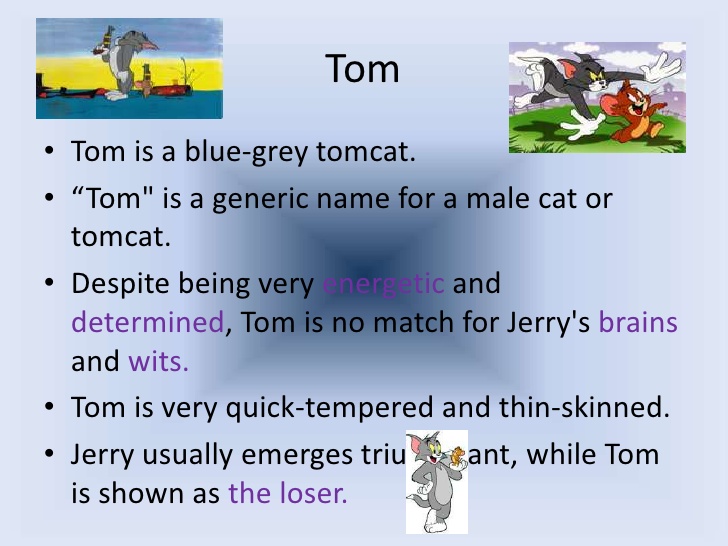 Tom
• Tom is a blue-grey tomcat.
• “Tom" is a generic name for a male cat or
tomcat.
• Despite being very energetic and
determined, Tom is no match for Jerry's brains
and wits.
• Tom is very quick-tempered and thin-skinned.
• Jerry usually emerges triu ant, while Tom
is shown as the loser.